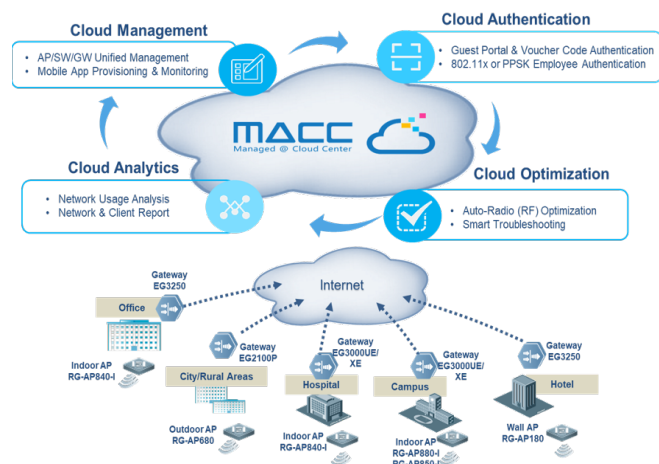 Cloud Management
• AP/SW/GW Unified Management
• Mobile App Provisioning & Monitoring
Cloud Authentication
• Guest Portal & Voucher Code Authentication
• 802.11x or PPSK Employee Authentication
MACC
Managed @ Cloud Center
Cloud Analytics
• Network Usage Analysis
• Network & Client Report
Cloud Optimization
• Auto-Radio (RF) Optimization
• Smart Troubleshooting
Internet
Gateway
EG3250
Office
Indoor AP
RG-AP840-I
Gateway
EG2100P
City/Rural Areas
Outdoor AP
RG-AP680
Gateway
EG3000UE/
XE
Hospital
Indoor AP
RG-AP840-I
Gateway
EG3000UE/
XE
Campus
Indoor AP
RG-AP880-I
RG-AP850-I
Gateway
EG3250
Hotel
Wall AP
RG-AP180